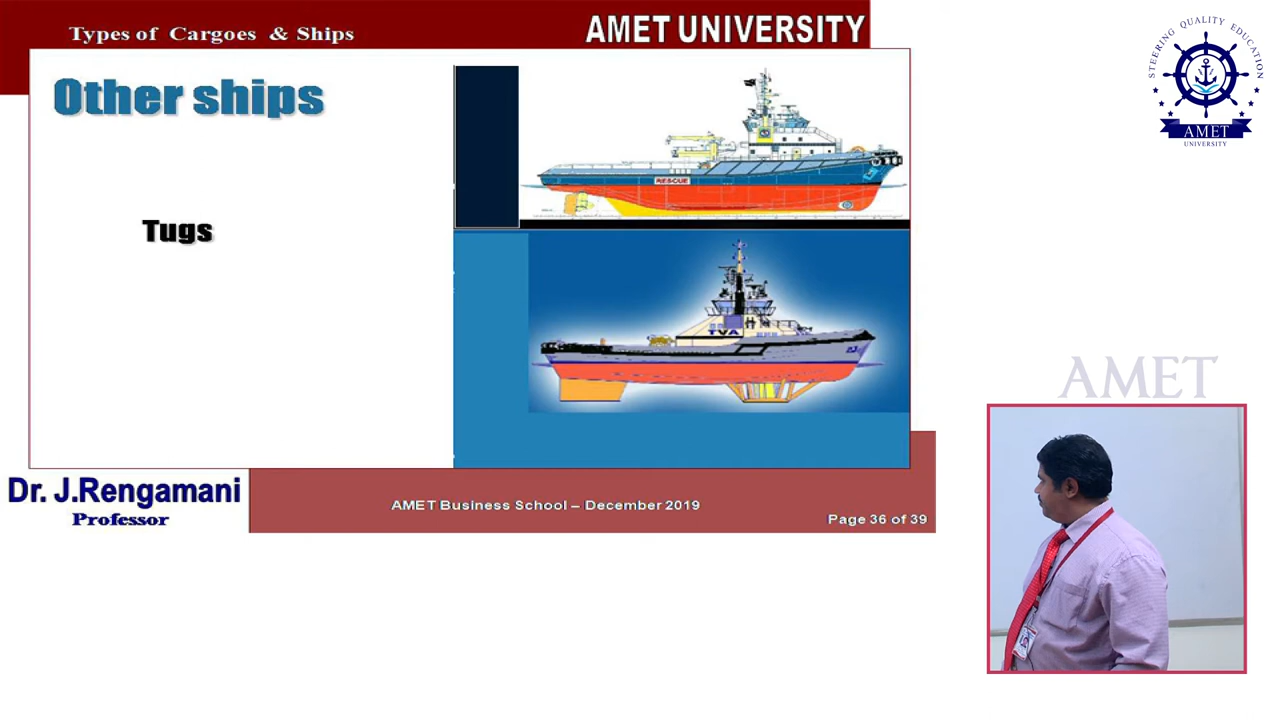 Types of Cargoes & Ships
AMET UNIVERSITY
STEERING QUALITY EDUCATION
AMET
UNIVERSITY
Other ships
Tugs
RESCUE
TVA
AMET
Dr. J.Rengamani
Professor
AMET Business School – December 2019
Page 36 of 39